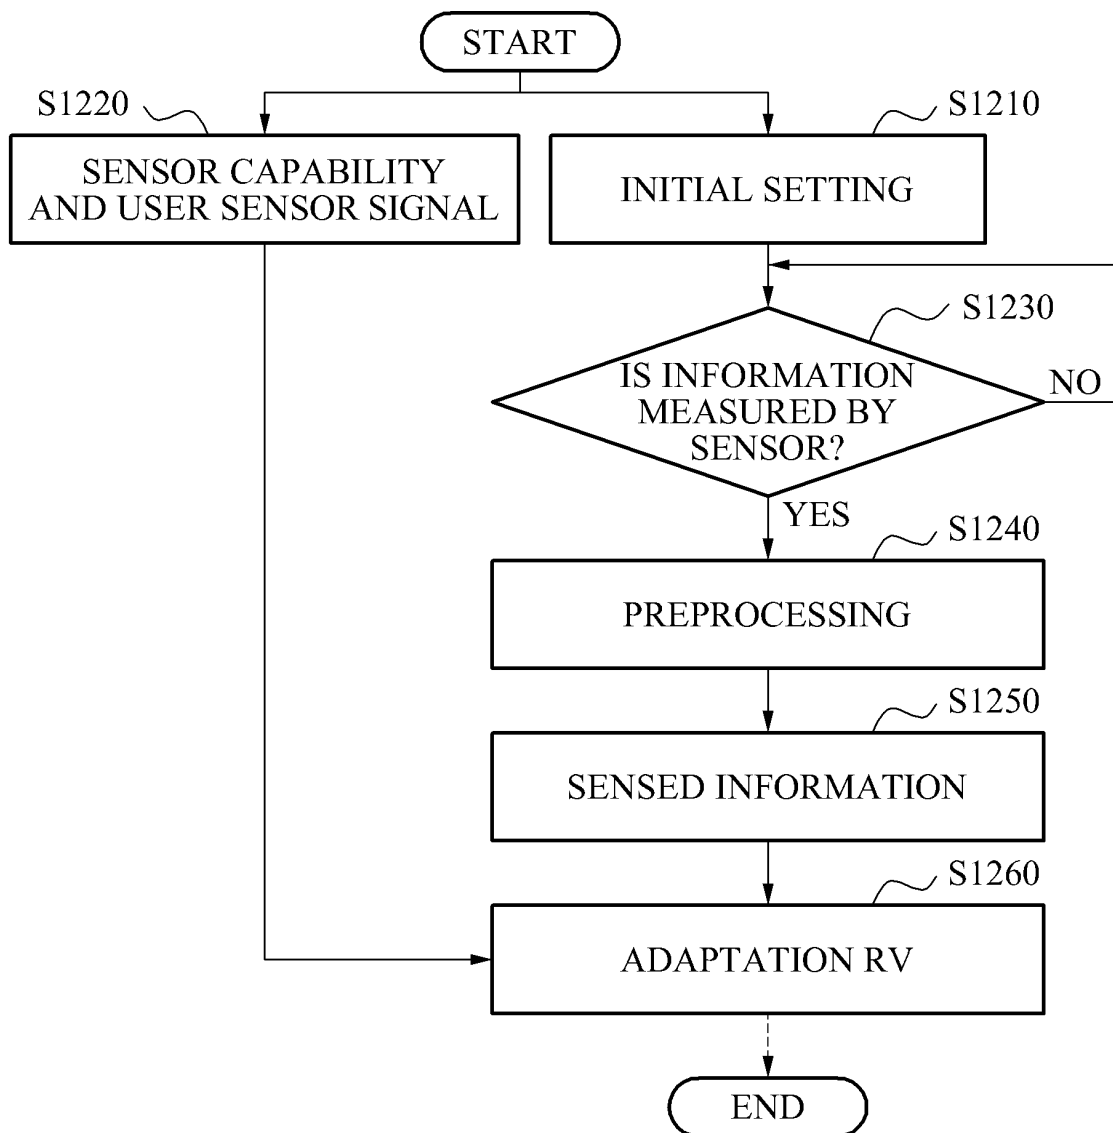 START
S1220
S1210
SENSOR CAPABILITY
AND USER SENSOR SIGNAL
INITIAL SETTING
S1230
IS INFORMATION
MEASURED BY
SENSOR?
NO
YES
S1240
PREPROCESSING
S1250
SENSED INFORMATION
S1260
ADAPTATION RV
END